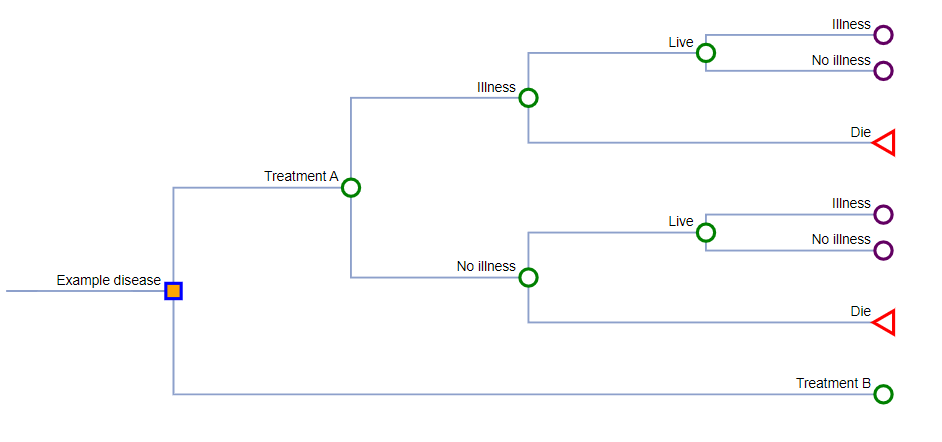 Illness
Live
No illness
Illness
Die
Treatment A
Illness
Live
No illness
No illness
Example disease
Die
Treatment B